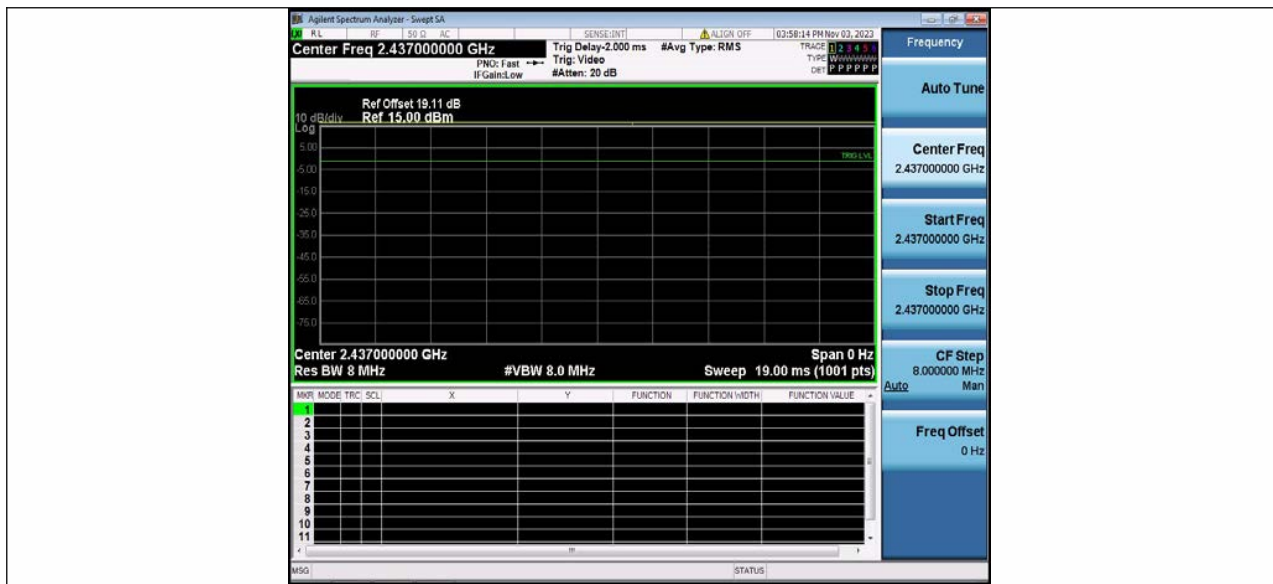 Agilent Spectrum Analyzer - Swept SA
RL RF 50 Ω AC SENSE:INT ALIGN OFF 03:58:14 PM Nov 03, 2023
Center Freq 2.437000000 GHz
PNO: Fast
IFGain:Low
Trig Delay-2.000 ms
Trig: Video
#Atten: 20 dB
#Avg Type: RMS
TRACE 1 2 3 4 5 6
TYPE WWWWWW
DET P P P P P P
Ref Offset 19.11 dB
10 dB/div Ref 15.00 dBm
Log
5.00
TRIG LVL
-5.00
-15.0
-25.0
-35.0
-45.0
-55.0
-65.0
-75.0
Center 2.437000000 GHz Span 0 Hz
Res BW 8 MHz #VBW 8.0 MHz Sweep 19.00 ms (1001 pts)
MKR MODE TRC SCL X Y FUNCTION FUNCTION WIDTH FUNCTION VALUE
1
2
3
4
5
6
7
8
9
10
11
MSG STATUS
Frequency
Auto Tune
Center Freq
2.437000000 GHz
Start Freq
2.437000000 GHz
Stop Freq
2.437000000 GHz
CF Step
8.000000 MHz
Auto Man
Freq Offset
0 Hz